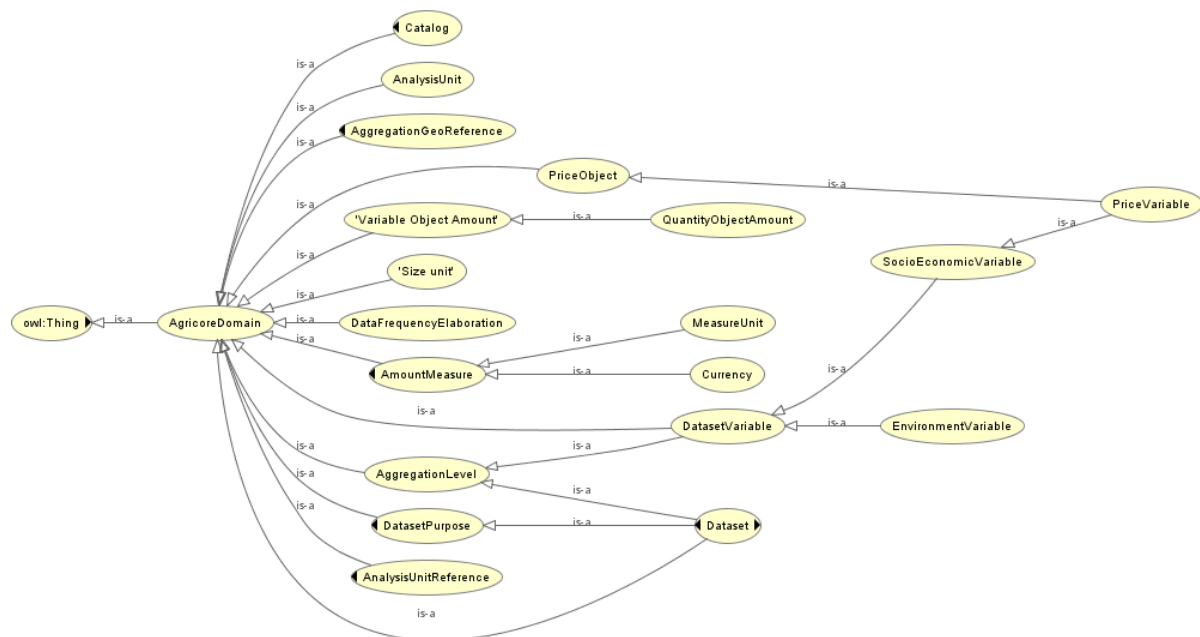 Catalog
is-a
AnalysisUnit
is-a
AggregationGeoReference
is-a
PriceObject
is-a
is-a
PriceVariable
'Variable Object Amount'
is-a
QuantityObjectAmount
is-a
is-a
SocioEconomicVariable
'Size unit'
is-a
owl:Thing
is-a
AgricoreDomain
is-a
DataFrequencyElaboration
MeasureUnit
is-a
is-a
AmountMeasure
is-a
Currency
is-a
is-a
DatasetVariable
is-a
EnvironmentVariable
is-a
is-a
AggregationLevel
is-a
is-a
DatasetPurpose
is-a
Dataset
is-a
AnalysisUnitReference
is-a